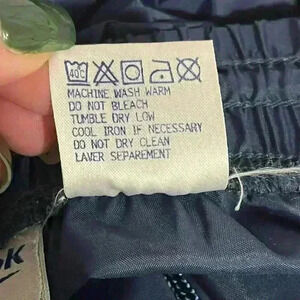 40°C
MACHINE WASH WARM
DO NOT BLEACH
TUMBLE DRY LOW
COOL IRON IF NECESSARY
DO NOT DRY CLEAN
LAVER SEPAREMENT
OK